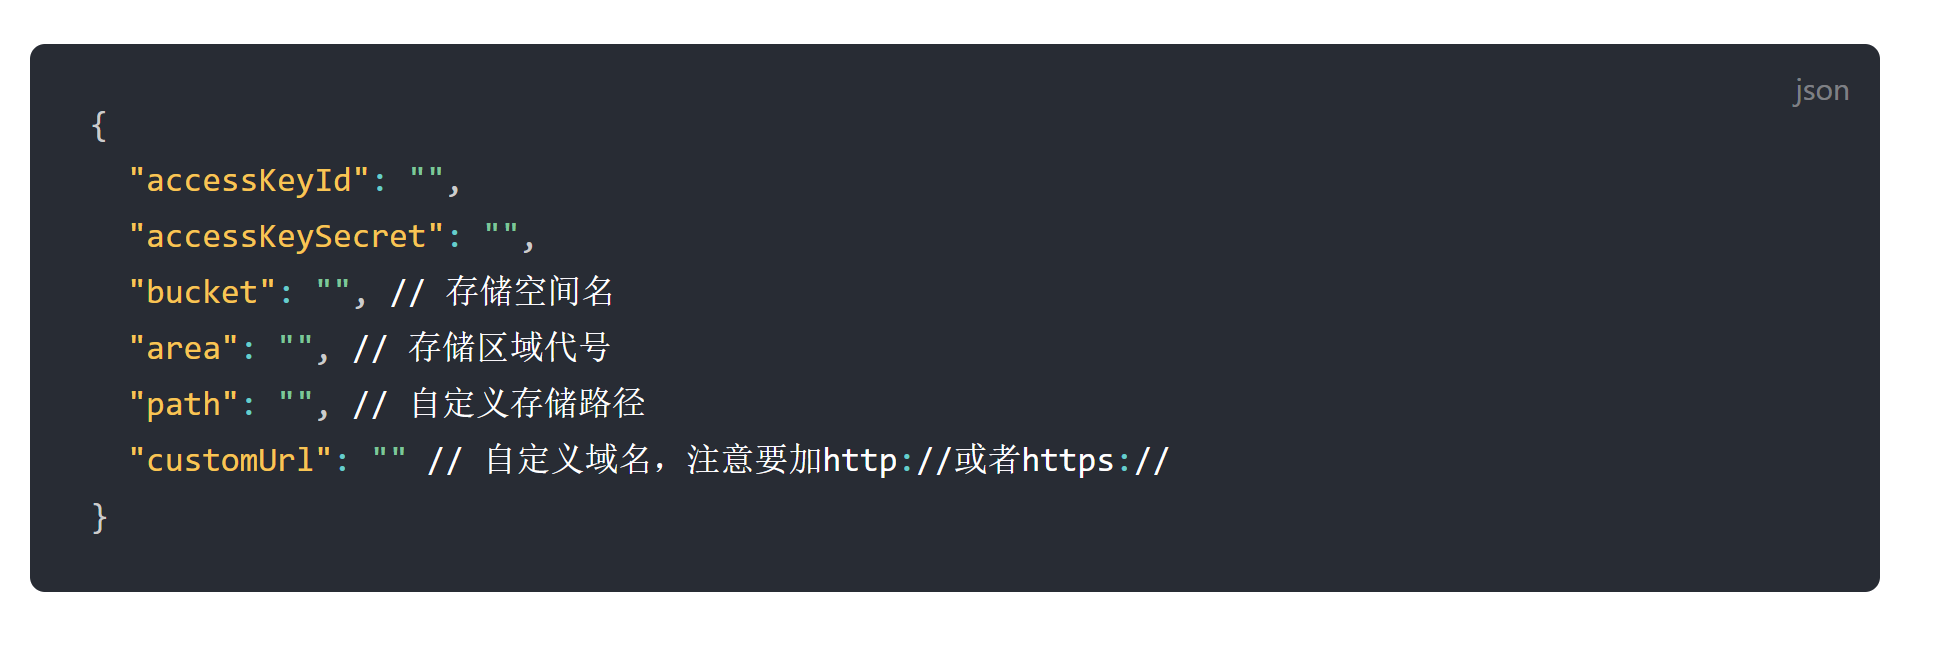 json
{
"accessKeyId": "",
"accessKeySecret": "",
"bucket": "", // 存储空间名
"area": "", // 存储区域代号
"path": "", // 自定义存储路径
"customUrl": "" // 自定义域名，注意要加http://或者https://
}